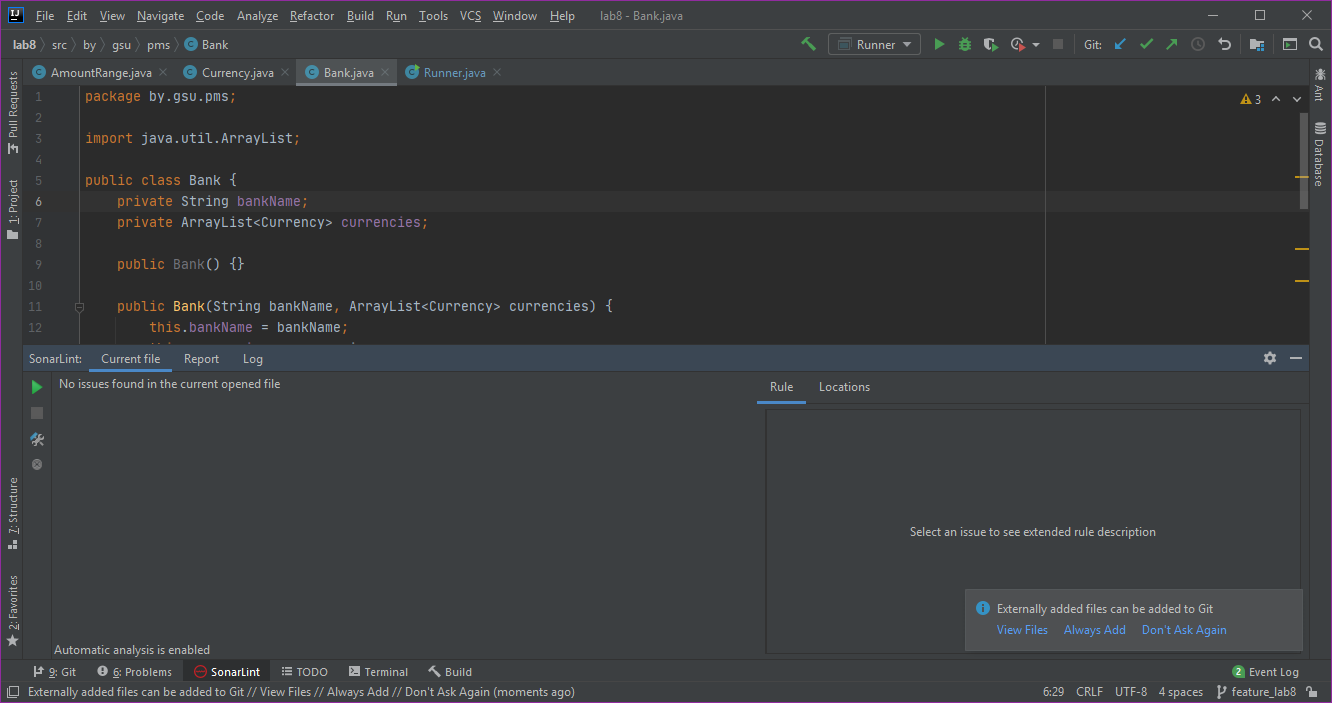 File Edit View Navigate Code Analyze Refactor Build Run Tools VCS Window Help lab8 - Bank.java
lab8 src by gsu pms Bank
Runner
Git:
AmountRange.java Currency.java Bank.java Runner.java
Pull Requests
1: Project
7: Structure
2: Favorites
1 package by.gsu.pms;
2
3 import java.util.ArrayList;
4
5 public class Bank {
6 private String bankName;
7 private ArrayList<Currency> currencies;
8
9 public Bank() {}
10
11 public Bank(String bankName, ArrayList<Currency> currencies) {
12 this.bankName = bankName;
3
Ant
Database
SonarLint: Current file Report Log
No issues found in the current opened file
Automatic analysis is enabled
Rule Locations
Select an issue to see extended rule description
Externally added files can be added to Git
View Files Always Add Don't Ask Again
9: Git 6: Problems SonarLint TODO Terminal Build 2 Event Log
Externally added files can be added to Git // View Files // Always Add // Don't Ask Again (moments ago) 6:29 CRLF UTF-8 4 spaces feature_lab8